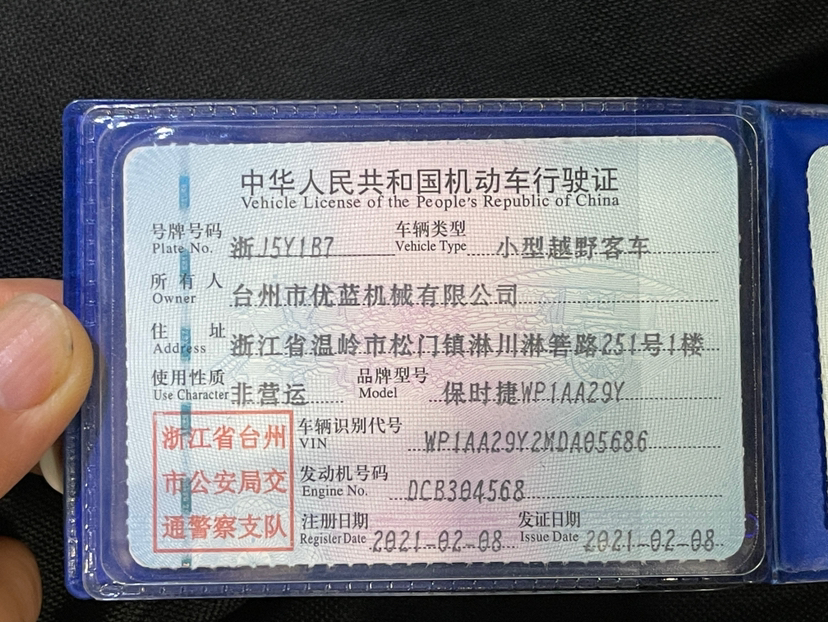 中华人民共和国机动车行驶证
Vehicle License of the People's Republic of China
号牌号码 浙J5Y1B7 车辆类型 小型越野客车
Plate No. Vehicle Type
所有人 台州市优蓝机械有限公司
Owner
住址 浙江省温岭市松门镇淋川淋箬路251号1楼
Address
使用性质 非营运 品牌型号 保时捷WP1AA29Y
Use Character Model
浙江省台州
市公安局交
通警察支队
车辆识别代号 WP1AA29Y2MDA05686
VIN
发动机号码 DCB304568
Engine No.
注册日期 2021-02-08 发证日期 2021-02-08
Register Date Issue Date